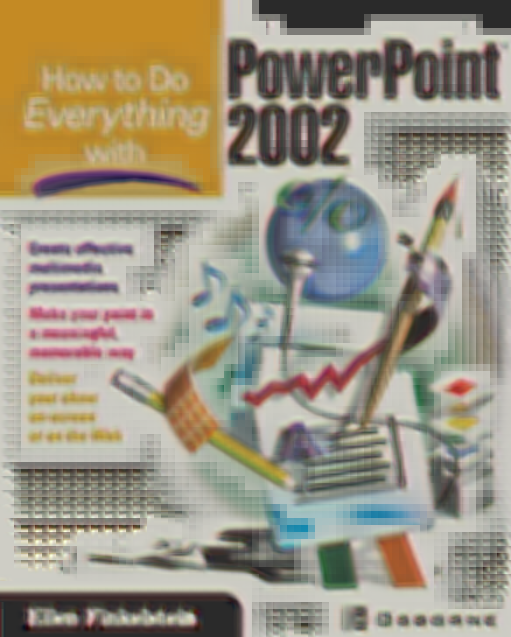 How to Do
Everything
with
PowerPoint
2002
Create effective
multimedia
presentations
Make your point in
a meaningful,
memorable way
Deliver
your show
on-screen
or on the Web
Ellen Finkelstein
OSBORNE